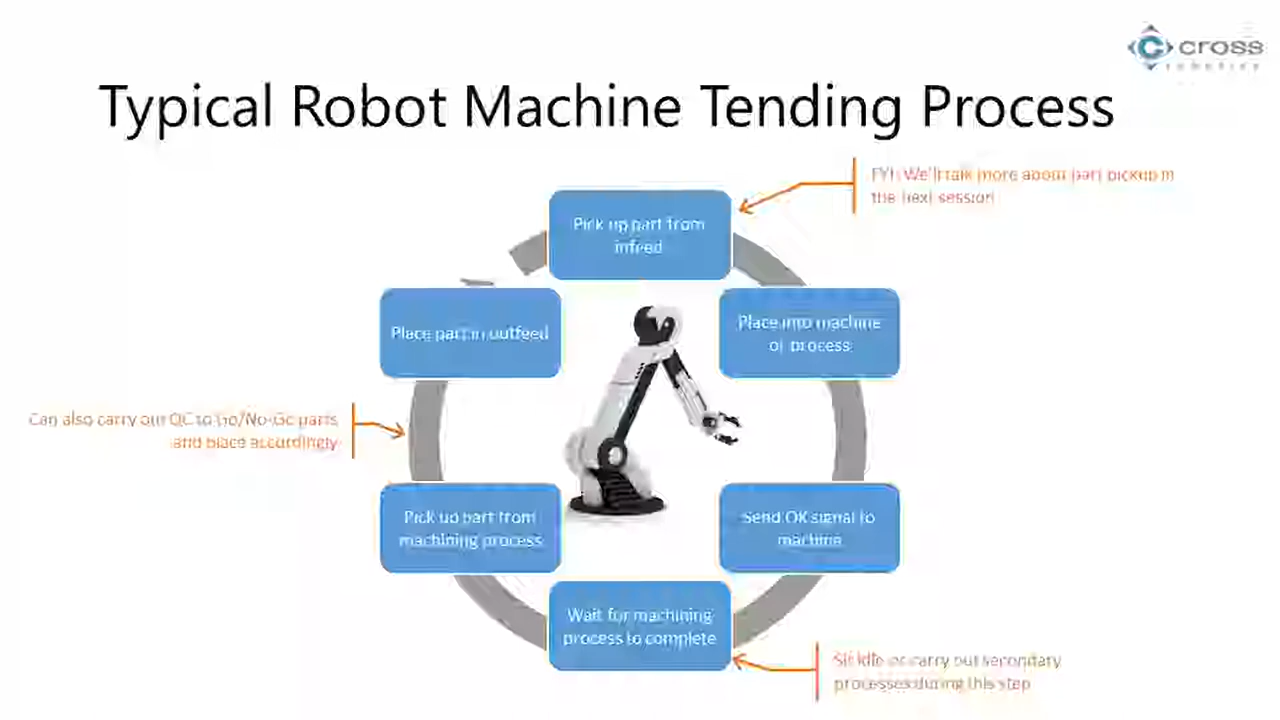 cross
robotics
Typical Robot Machine Tending Process
FYI: We'll talk more about part pickup in
the next session
Pick up part from
infeed
Place part in outfeed
Place into machine
or process
Can also carry out QC to Go/No-Go parts
and place accordingly
Pick up part from
machining process
Send OK signal to
machine
Wait for machining
process to complete
Sit idle or carry out secondary
processes during this step